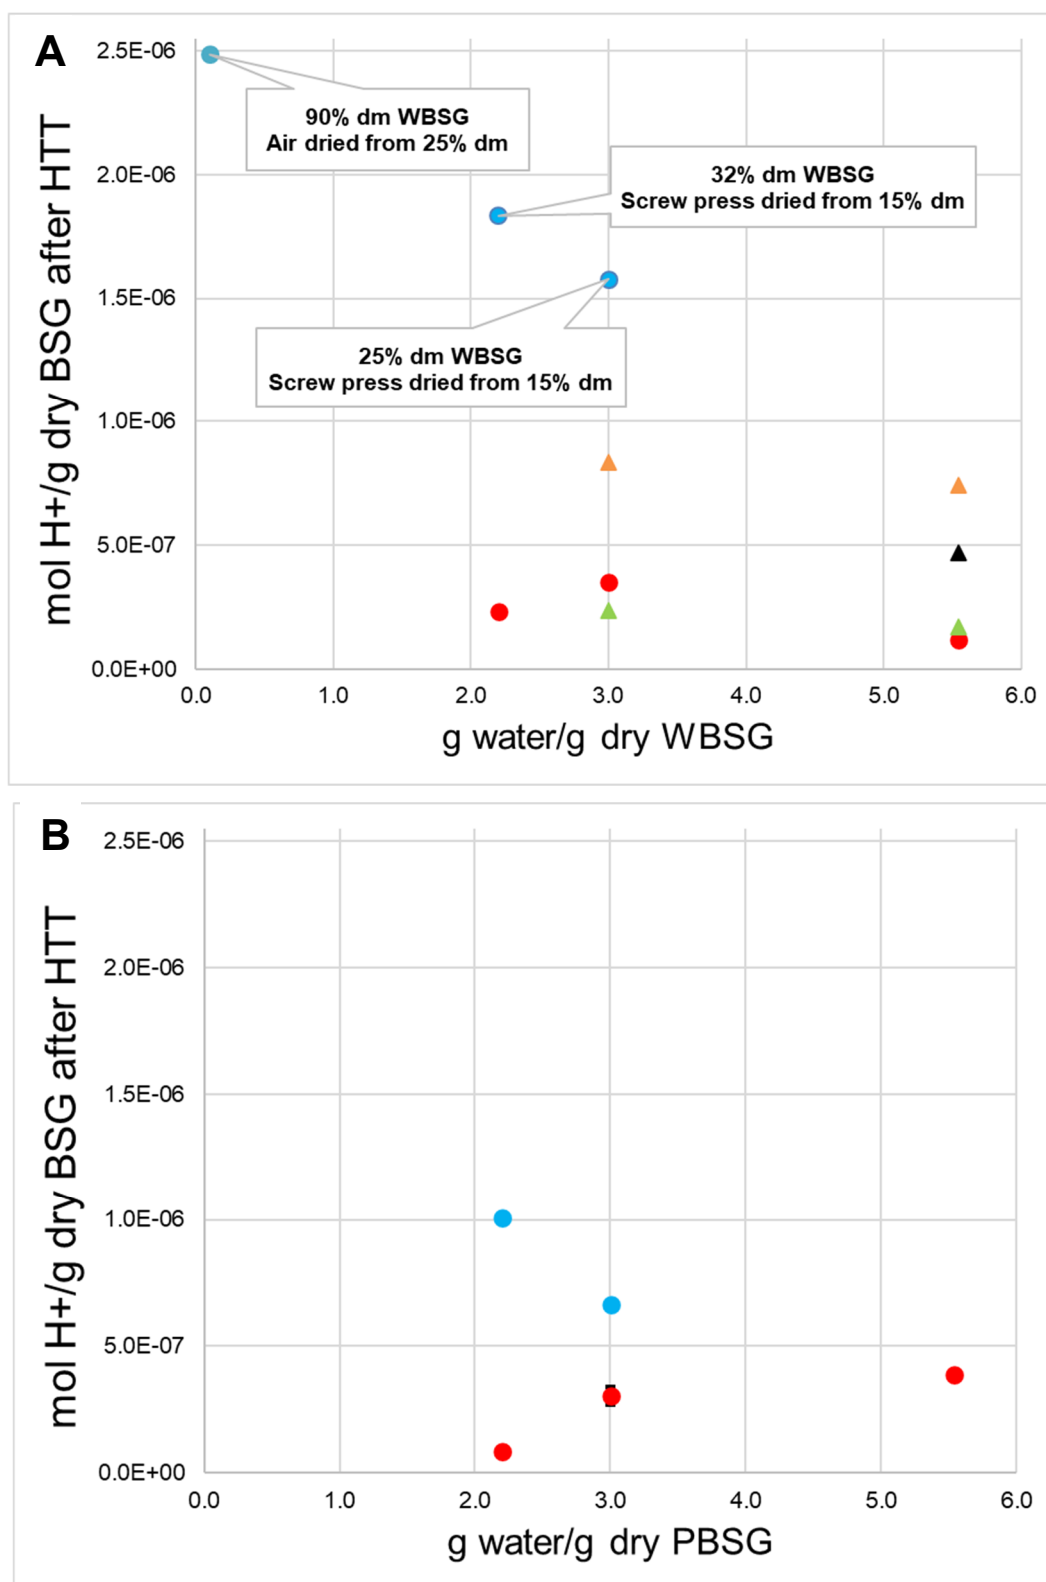 A
mol H+/g dry BSG after HTT
2.5E-06
2.0E-06
1.5E-06
1.0E-06
5.0E-07
0.0E+00
90% dm WBSG
Air dried from 25% dm
32% dm WBSG
Screw press dried from 15% dm
25% dm WBSG
Screw press dried from 15% dm
0.0 1.0 2.0 3.0 4.0 5.0 6.0
g water/g dry WBSG
B
mol H+/g dry BSG after HTT
2.5E-06
2.0E-06
1.5E-06
1.0E-06
5.0E-07
0.0E+00
0.0 1.0 2.0 3.0 4.0 5.0 6.0
g water/g dry PBSG